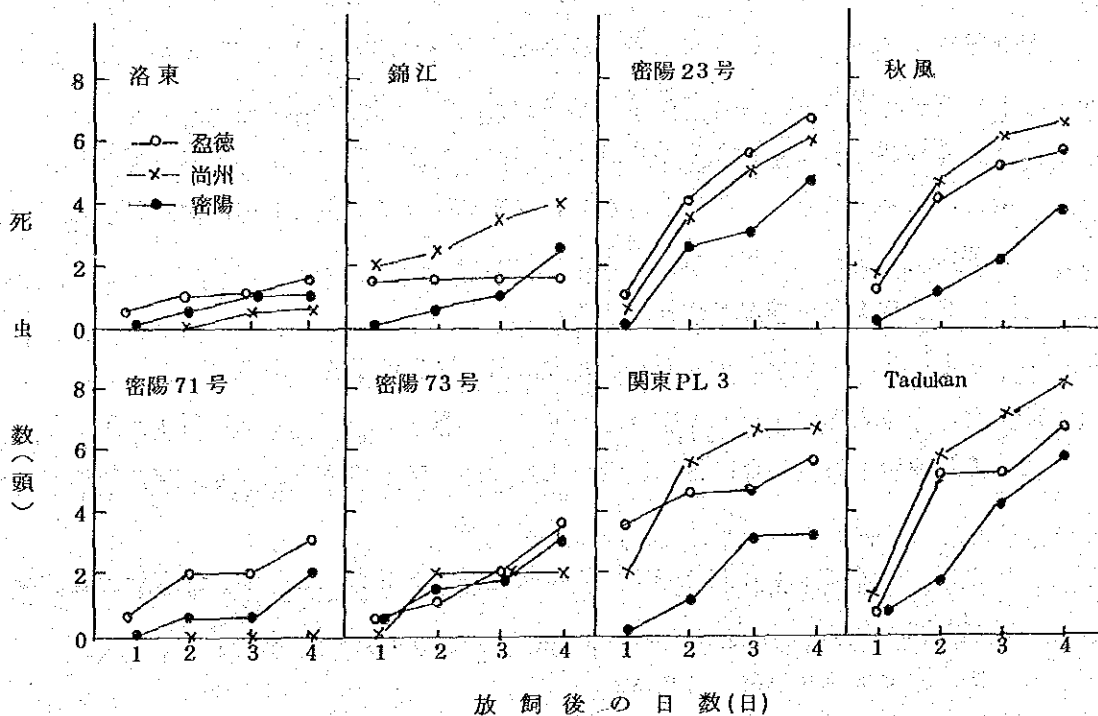 洛東
錦江
密陽23号
秋風
盈徳
尚州
密陽
8
6
4
2
0
密陽71号
密陽73号
関東PL3
Tadukan
8
6
4
2
0
1 2 3 4 1 2 3 4 1 2 3 4 1 2 3 4
死虫数(頭)
放飼後の日数(日)